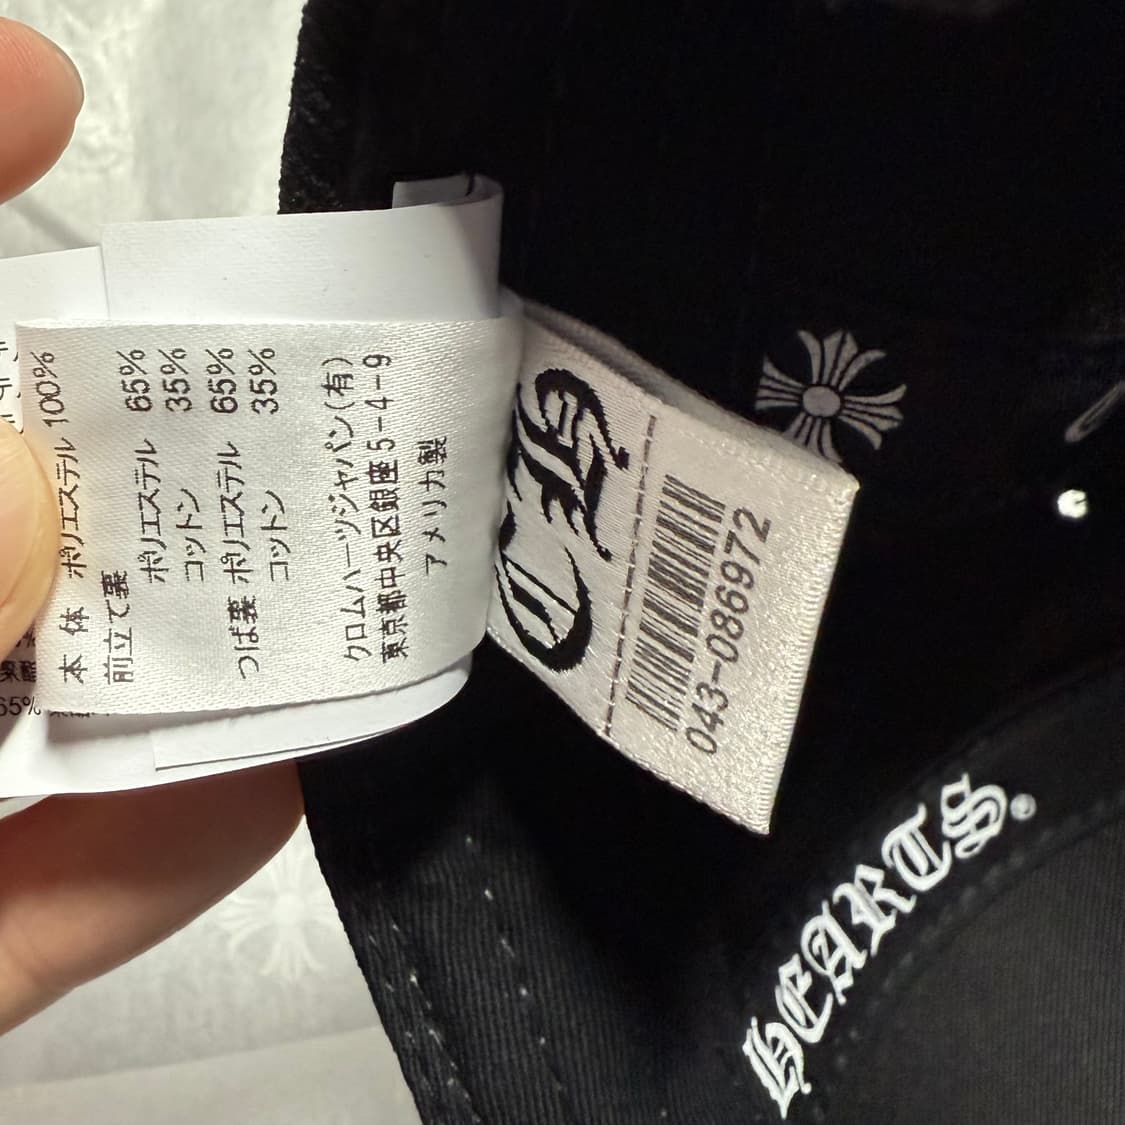 本 体 ポリエステル 100%
前立て裏
ポリエステル 65%
コットン 35%
つば裏 ポリエステル 65%
コットン 35%
クロムハーツジャパン(有)
東京都中央区銀座5-4-9
アメリカ製
CH
043-086972
HEARTS®
65%